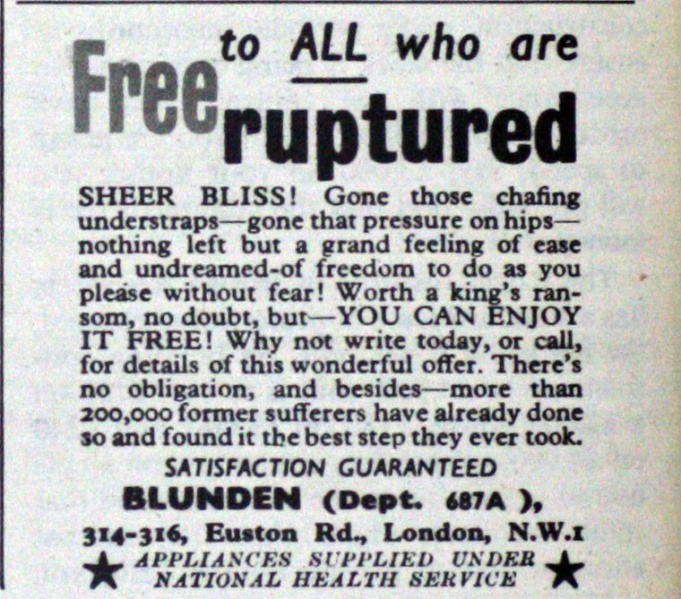 Free to ALL who are
ruptured
SHEER BLISS! Gone those chafing
understraps—gone that pressure on hips—
nothing left but a grand feeling of ease
and undreamed-of freedom to do as you
please without fear! Worth a king's ran-
som, no doubt, but—YOU CAN ENJOY
IT FREE! Why not write today, or call,
for details of this wonderful offer. There's
no obligation, and besides—more than
200,000 former sufferers have already done
so and found it the best step they ever took.
SATISFACTION GUARANTEED
BLUNDEN (Dept. 687A ),
314-316, Euston Rd., London, N.W.1
★ APPLIANCES SUPPLIED UNDER ★
NATIONAL HEALTH SERVICE